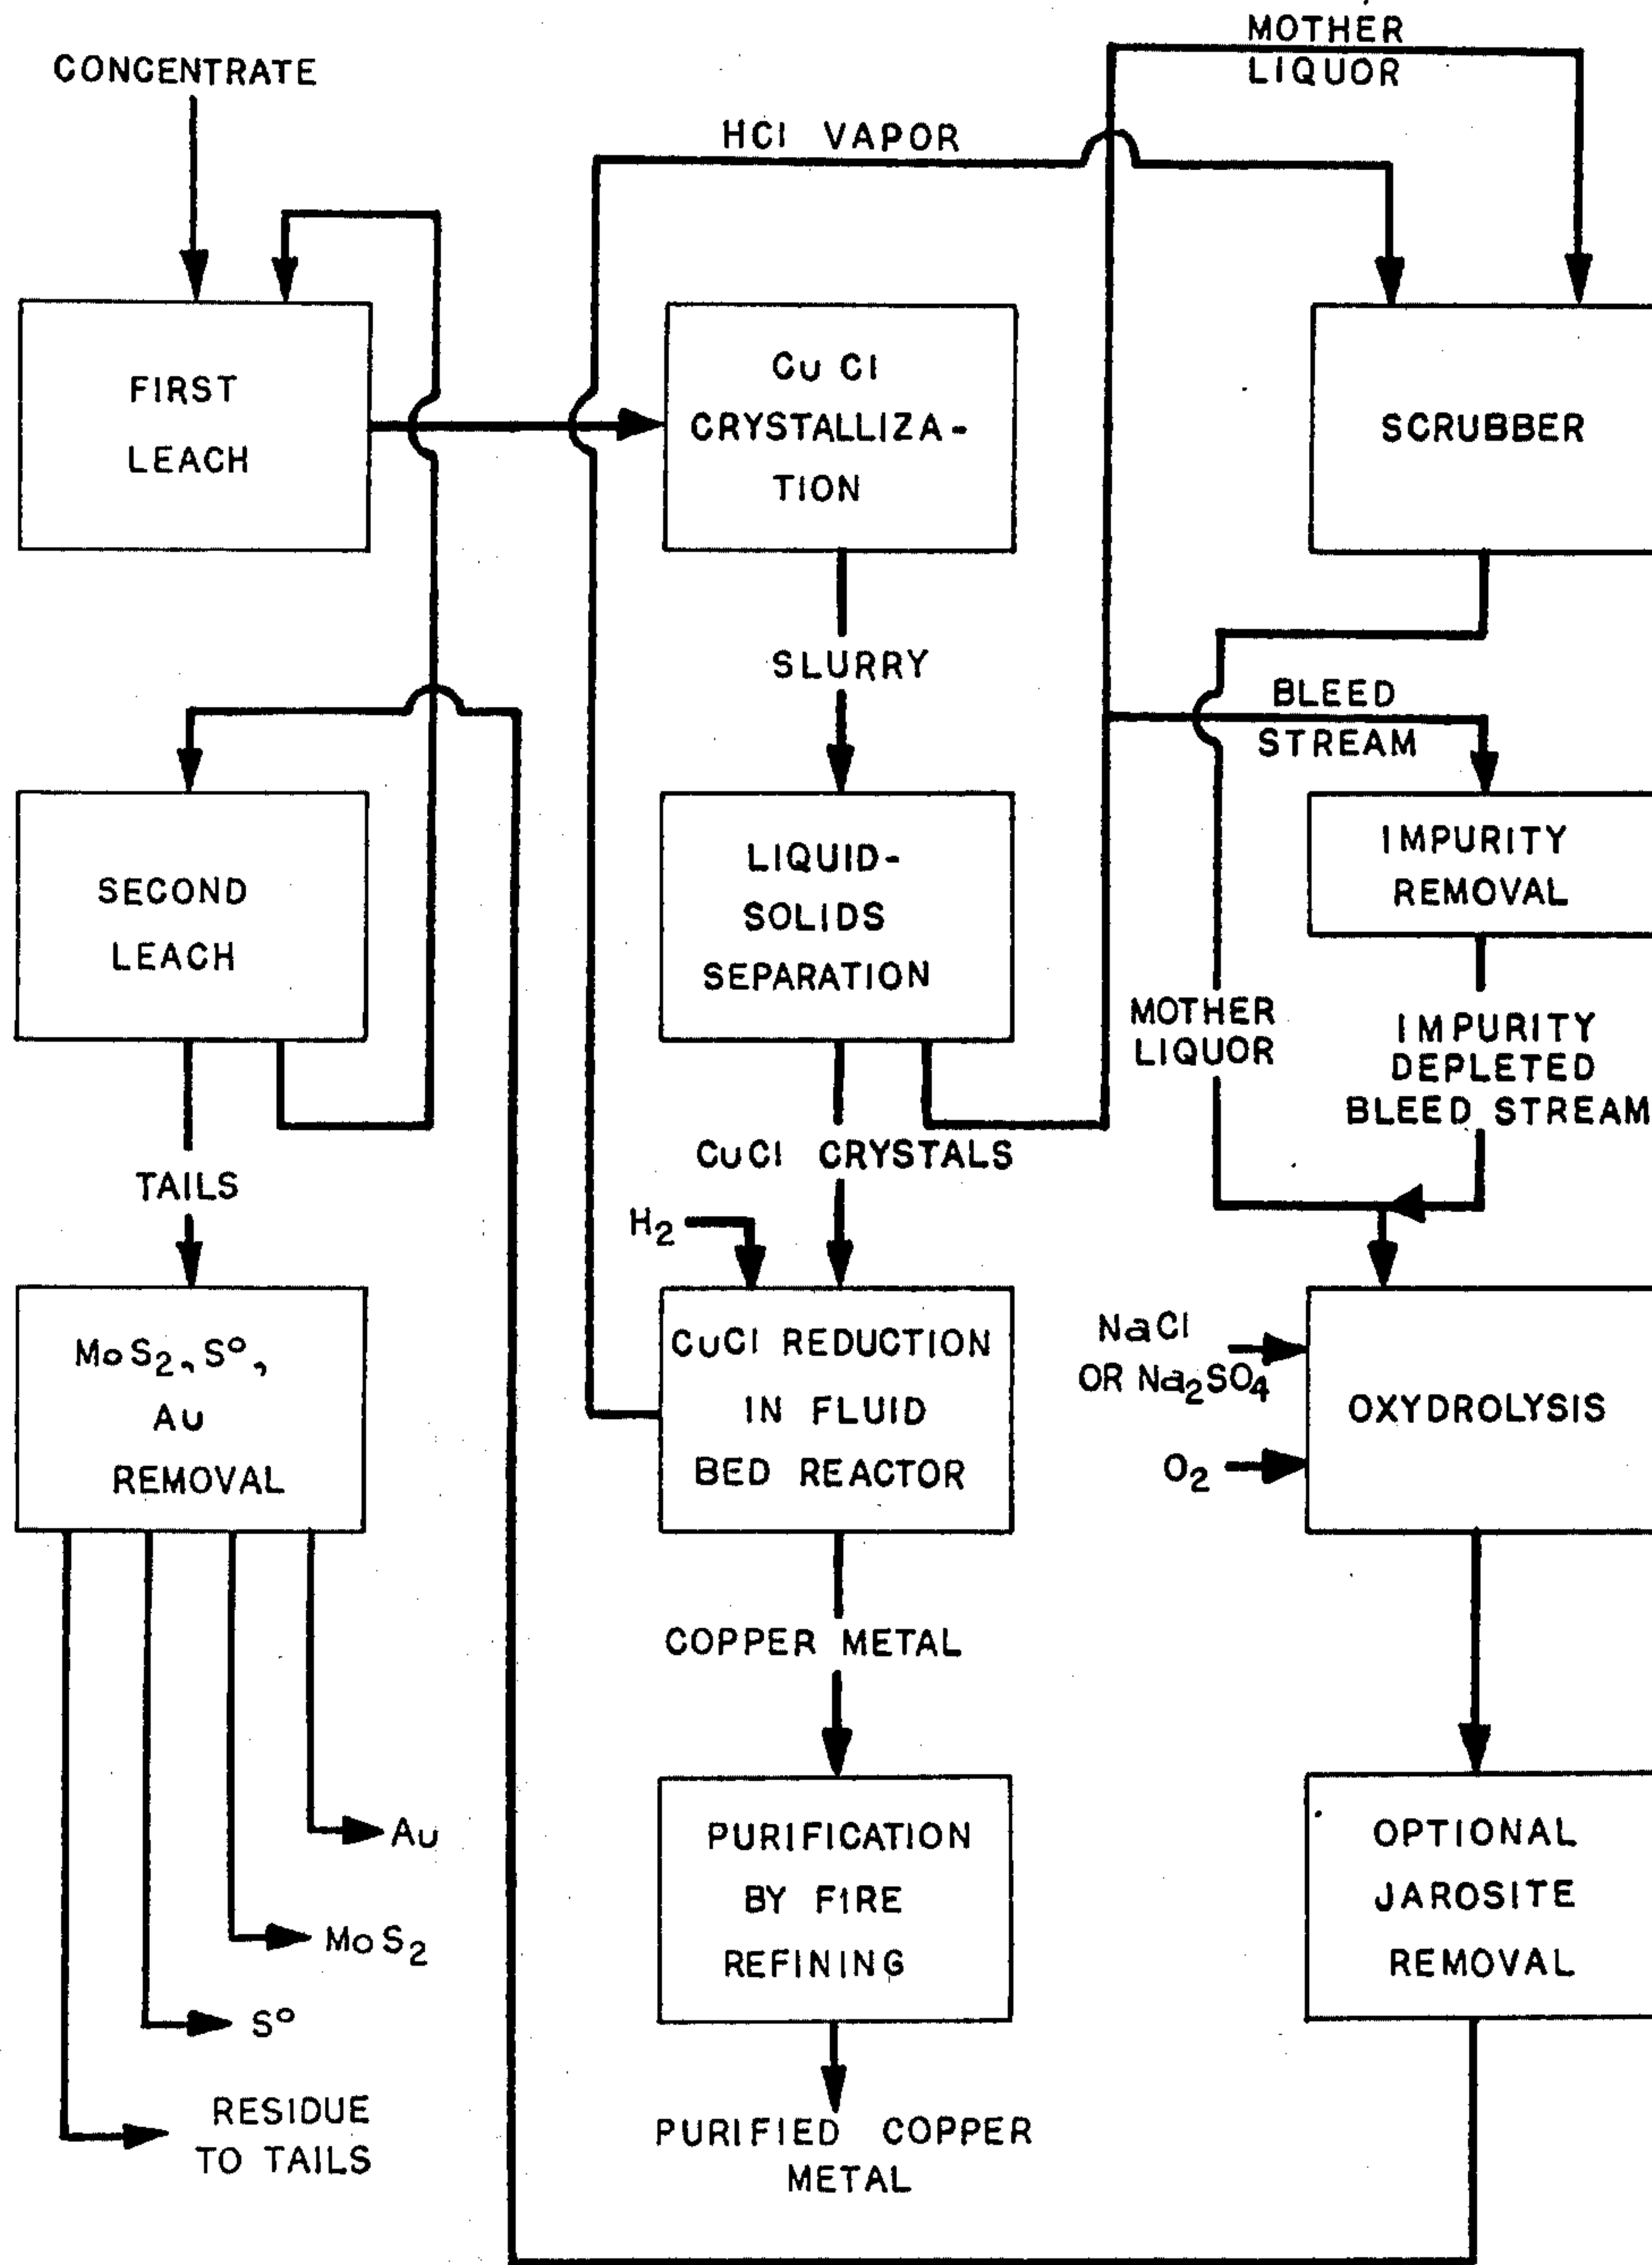 MOTHER
LIQUOR
CONCENTRATE
HCl VAPOR
FIRST
LEACH
Cu Cl
CRYSTALLIZA-
TION
SCRUBBER
SLURRY
BLEED
STREAM
SECOND
LEACH
LIQUID-
SOLIDS
SEPARATION
IMPURITY
REMOVAL
MOTHER
LIQUOR
IMPURITY
DEPLETED
BLEED STREAM
CuCl CRYSTALS
TAILS
H2
MoS2, S°,
Au
REMOVAL
CuCl REDUCTION
IN FLUID
BED REACTOR
NaCl
OR Na2SO4
O2
OXYDROLYSIS
COPPER METAL
Au
MoS2
S°
RESIDUE
TO TAILS
PURIFICATION
BY FIRE
REFINING
OPTIONAL
JAROSITE
REMOVAL
PURIFIED COPPER
METAL